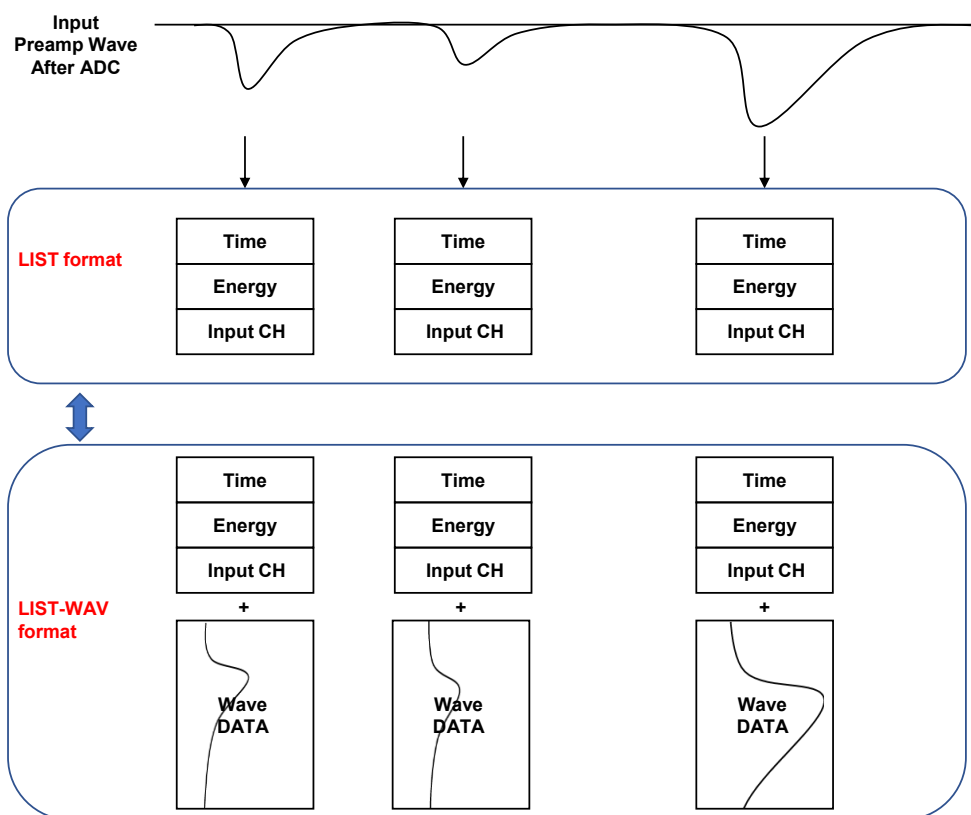 Input
Preamp Wave
After ADC
LIST format
Time
Energy
Input CH
Time
Energy
Input CH
Time
Energy
Input CH
LIST-WAV
format
Time
Energy
Input CH
+
Wave
DATA
Time
Energy
Input CH
+
Wave
DATA
Time
Energy
Input CH
+
Wave
DATA